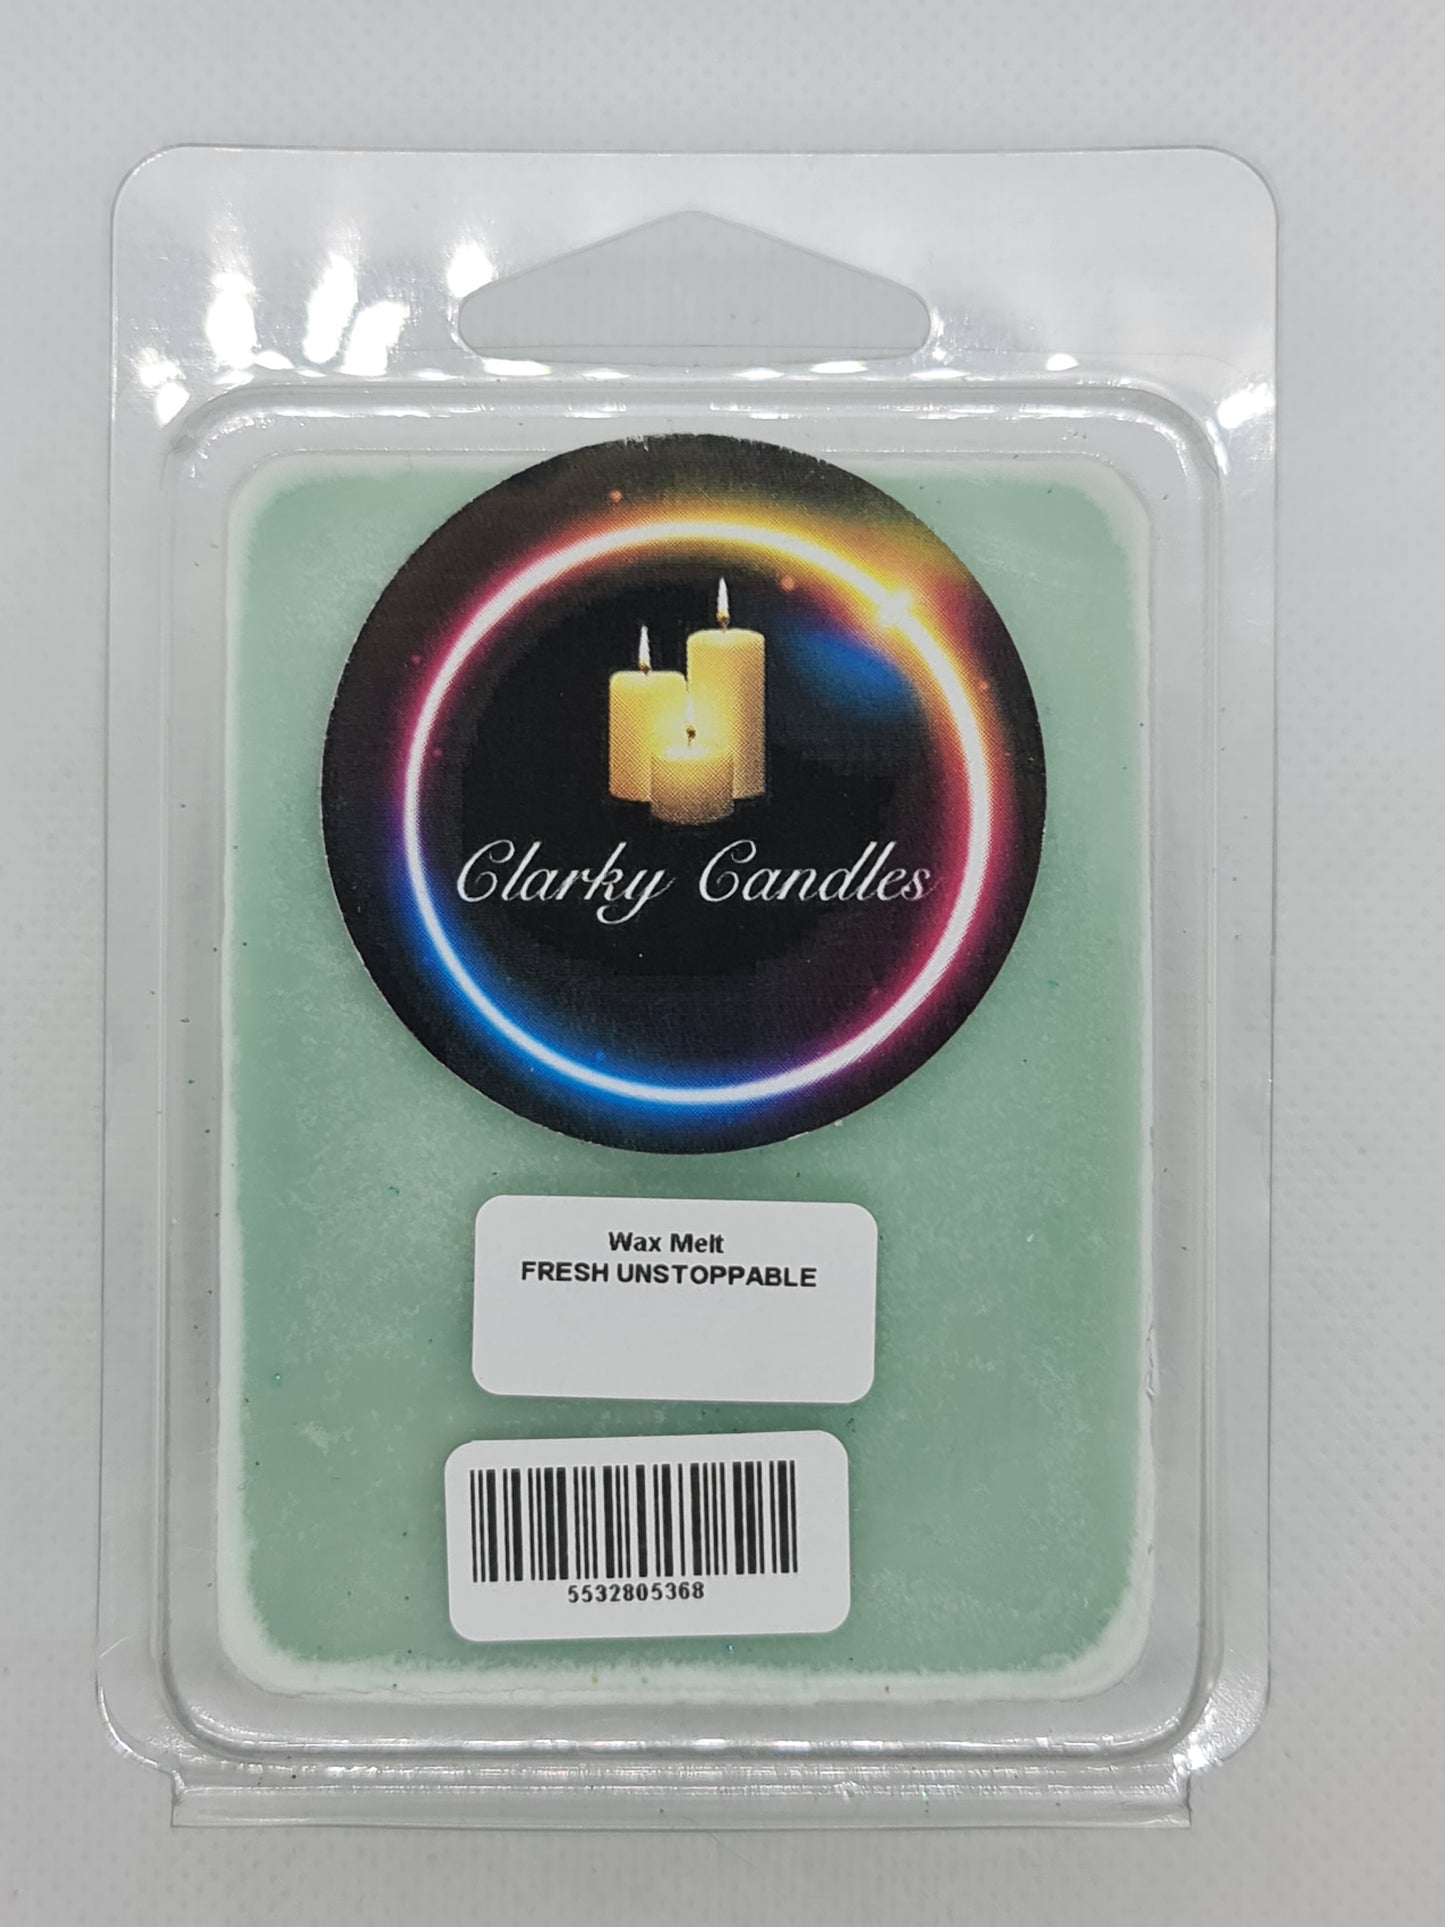 Clarky Candles
Wax Melt
FRESH UNSTOPPABLE
5532805368